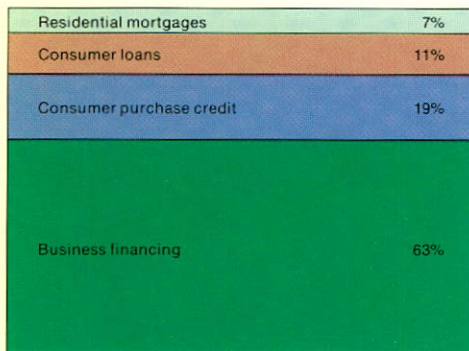 Residential mortgages 7%
Consumer loans 11%
Consumer purchase credit 19%
Business financing 63%